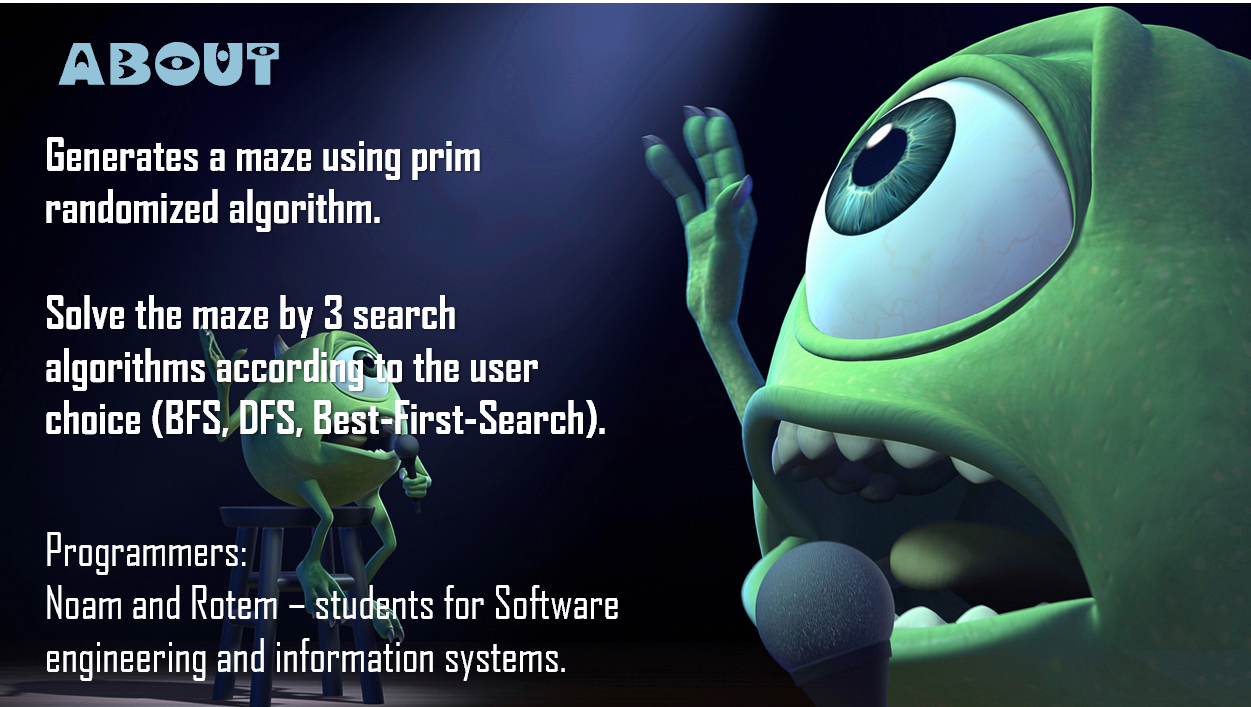 ABOUT
Generates a maze using prim
randomized algorithm.
Solve the maze by 3 search
algorithms according to the user
choice (BFS, DFS, Best-First-Search).
Programmers:
Noam and Rotem – students for Software
engineering and information systems.